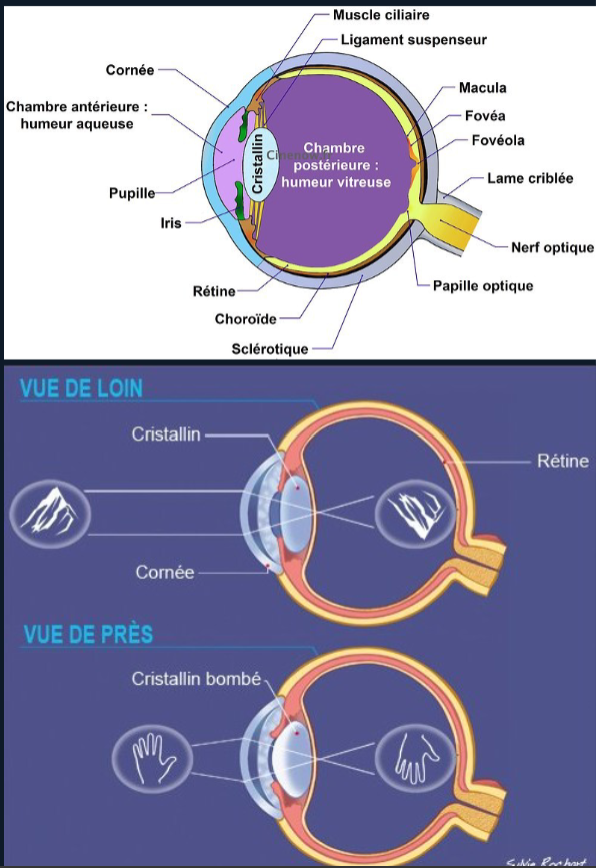 Muscle ciliaire
Ligament suspenseur
Cornée
Macula
Chambre antérieure :
humeur aqueuse
Fovéa
Fovéola
Cristallin
Cinenow.fr
Chambre
postérieure :
humeur vitreuse
Lame criblée
Pupille
Iris
Nerf optique
Rétine
Papille optique
Choroïde
Sclérotique
VUE DE LOIN
Cristallin
Rétine
Cornée
VUE DE PRÈS
Cristallin bombé